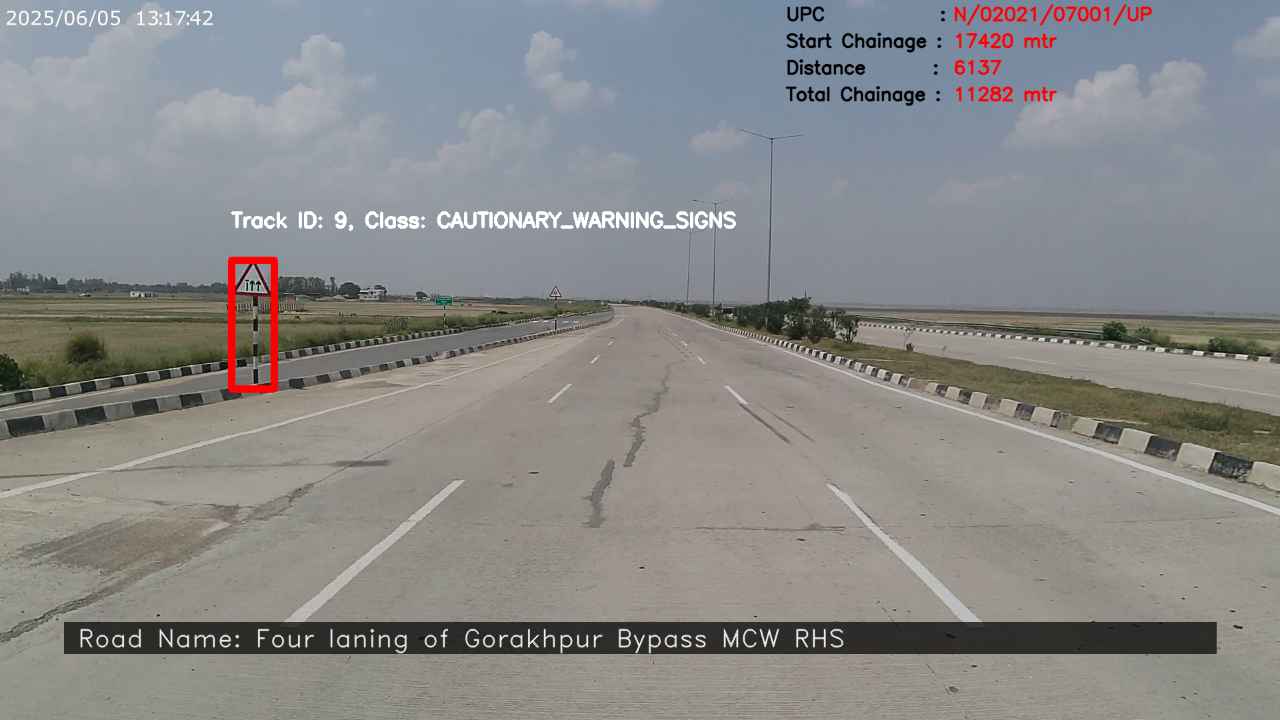 2025/06/05 13:17:42
UPC : N/02021/07001/UP
Start Chainage : 17420 mtr
Distance : 6137
Total Chainage : 11282 mtr
Track ID: 9, Class: CAUTIONARY_WARNING_SIGNS
Road Name: Four laning of Gorakhpur Bypass MCW RHS